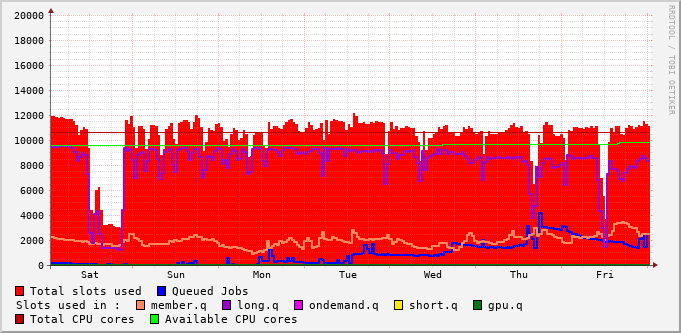 20000
18000
16000
14000
12000
10000
8000
6000
4000
2000
0
Sat Sun Mon Tue Wed Thu Fri
RRDTOOL / TOBI OETIKER
Total slots used Queued Jobs
Slots used in : member.q long.q ondemand.q short.q gpu.q
Total CPU cores Available CPU cores